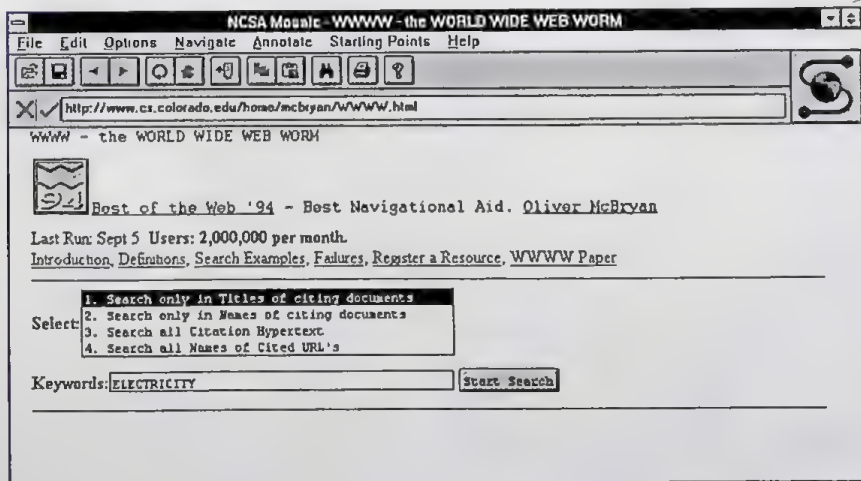 NCSA Mosaic - WWWW - the WORLD WIDE WEB WORM
File Edit Options Navigate Annotate Starting Points Help
http://www.cs.colorado.edu/home/mcbryan/WWWW.html
WWWW - the WORLD WIDE WEB WORM
94
Best of the Web '94 - Best Navigational Aid. Oliver McBryan
Last Run: Sept 5 Users: 2,000,000 per month.
Introduction, Definitions, Search Examples, Failures, Register a Resource, WWWW Paper
Select:
1. Search only in Titles of citing documents
2. Search only in Names of citing documents
3. Search all Citation Hypertext
4. Search all Names of Cited URL's
Keywords: ELECTRICITY Start Search